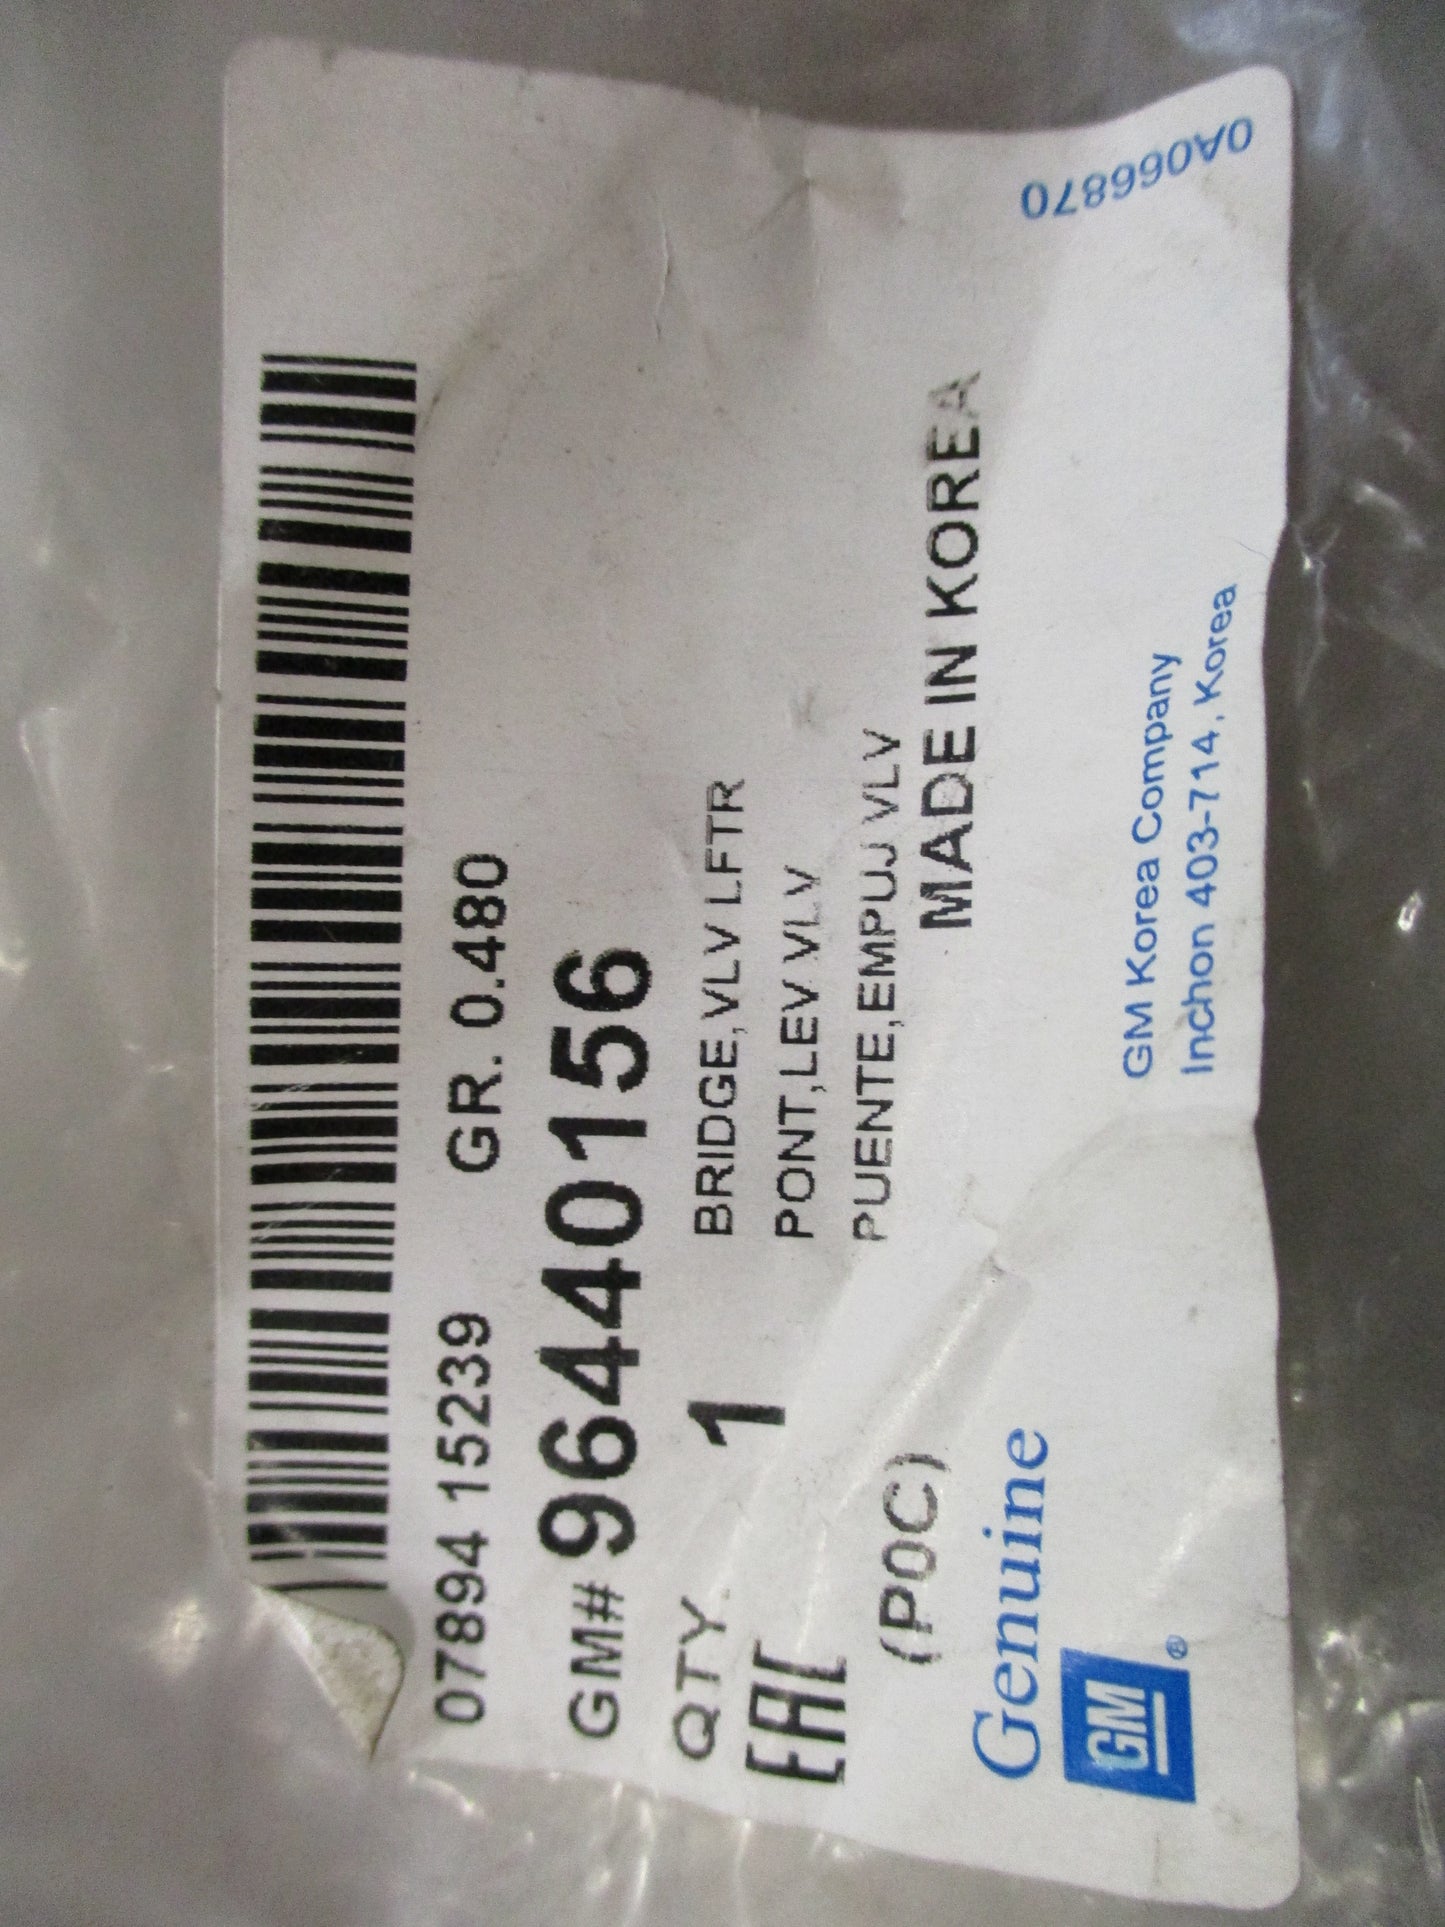 07894 15239 GR. 0.480
GM# 96440156
QTY. 1
BRIDGE,VLV LFTR
PONT,LEV VLV
PUENTE,EMPUJ VLV
EAC
MADE IN KOREA
(P0C)
Genuine
GM®
GM Korea Company
Inchon 403-714, Korea
0A066870